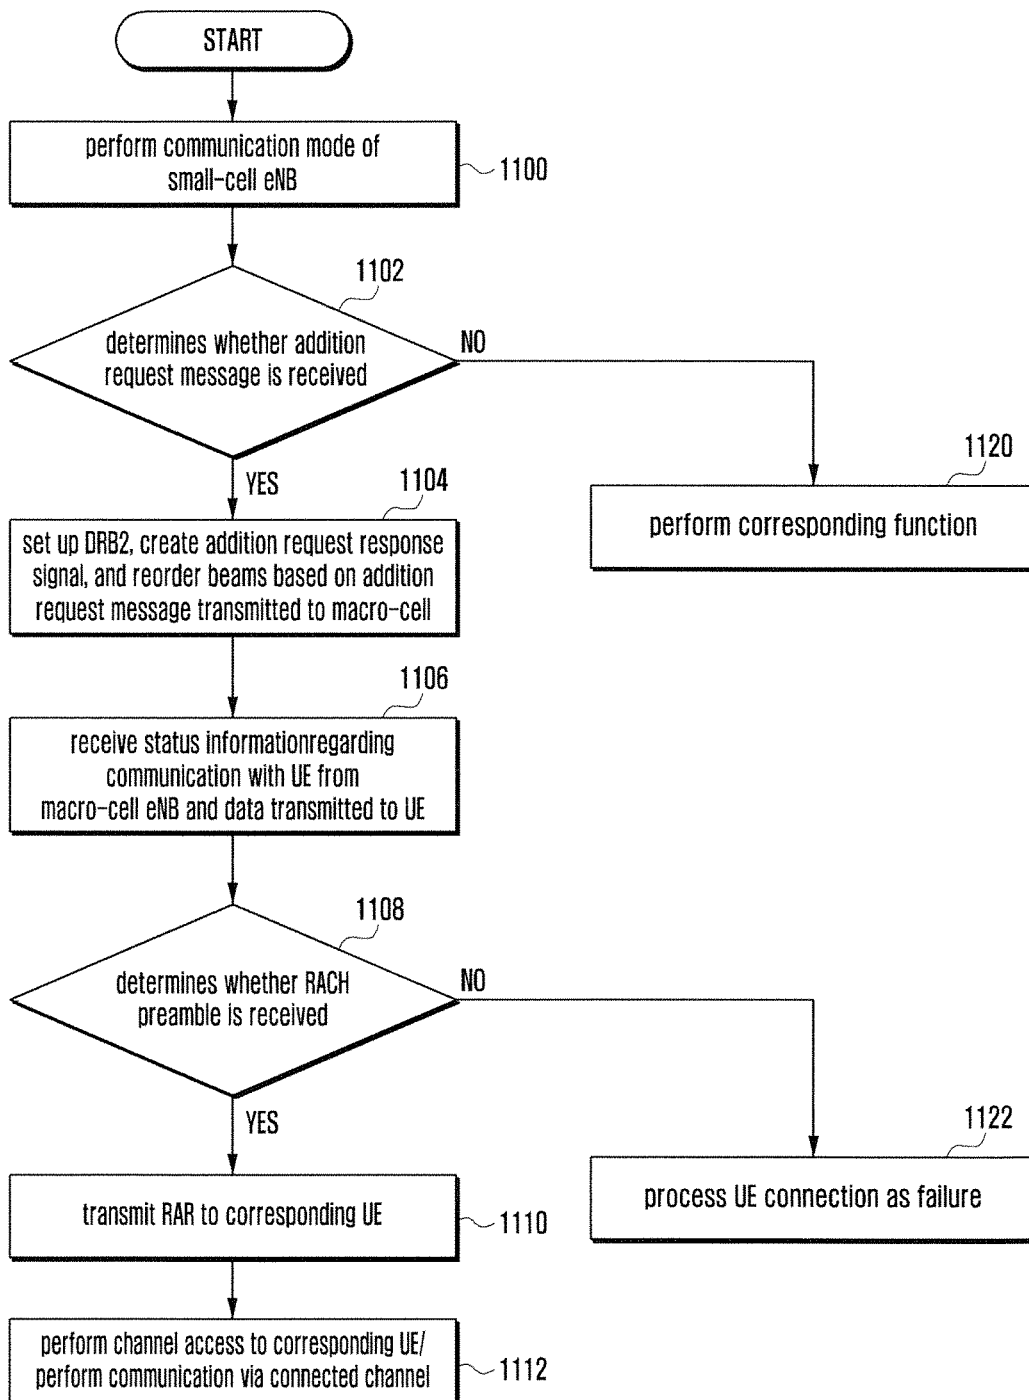 START
perform communication mode of
small-cell eNB
1100
1102
determines whether addition
request message is received
NO
YES
1104
1120
set up DRB2, create addition request response
signal, and reorder beams based on addition
request message transmitted to macro-cell
perform corresponding function
1106
receive status informationregarding
communication with UE from
macro-cell eNB and data transmitted to UE
1108
determines whether RACH
preamble is received
NO
YES
1122
transmit RAR to corresponding UE
1110
process UE connection as failure
perform channel access to corresponding UE/
perform communication via connected channel
1112